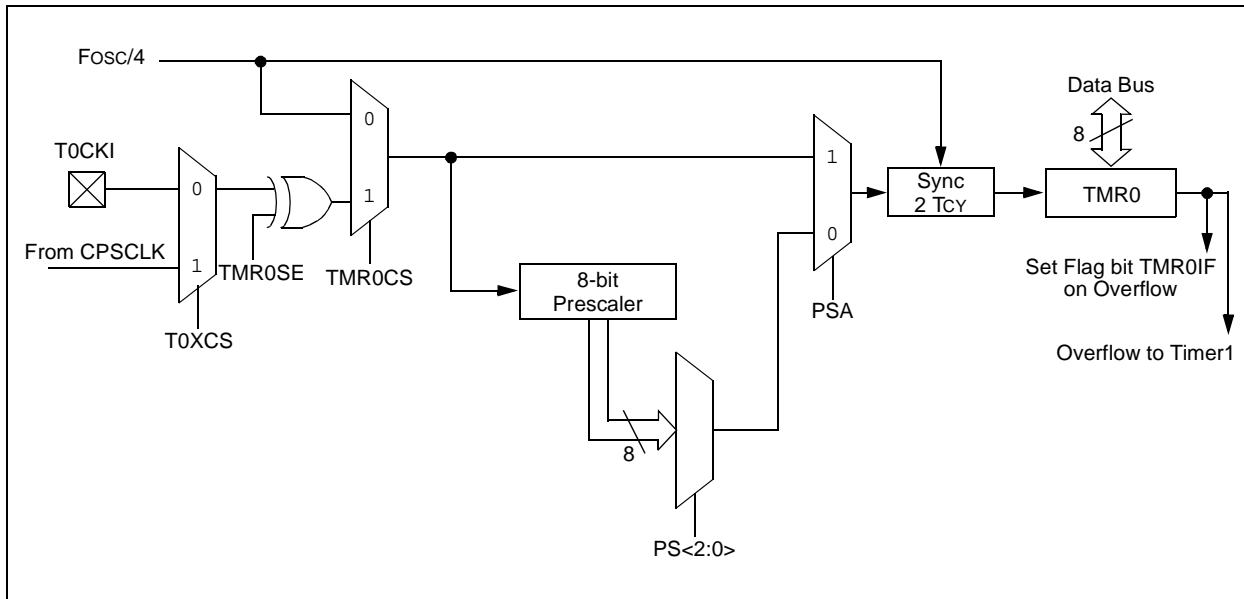 FOSC/4
Data Bus
8
T0CKI
0
1
0
1
0
1
Sync
2 TCY
TMR0
From CPSCLK
TMR0SE
TMR0CS
8-bit
Prescaler
PSA
Set Flag bit TMR0IF
on Overflow
T0XCS
Overflow to Timer1
8
PS<2:0>